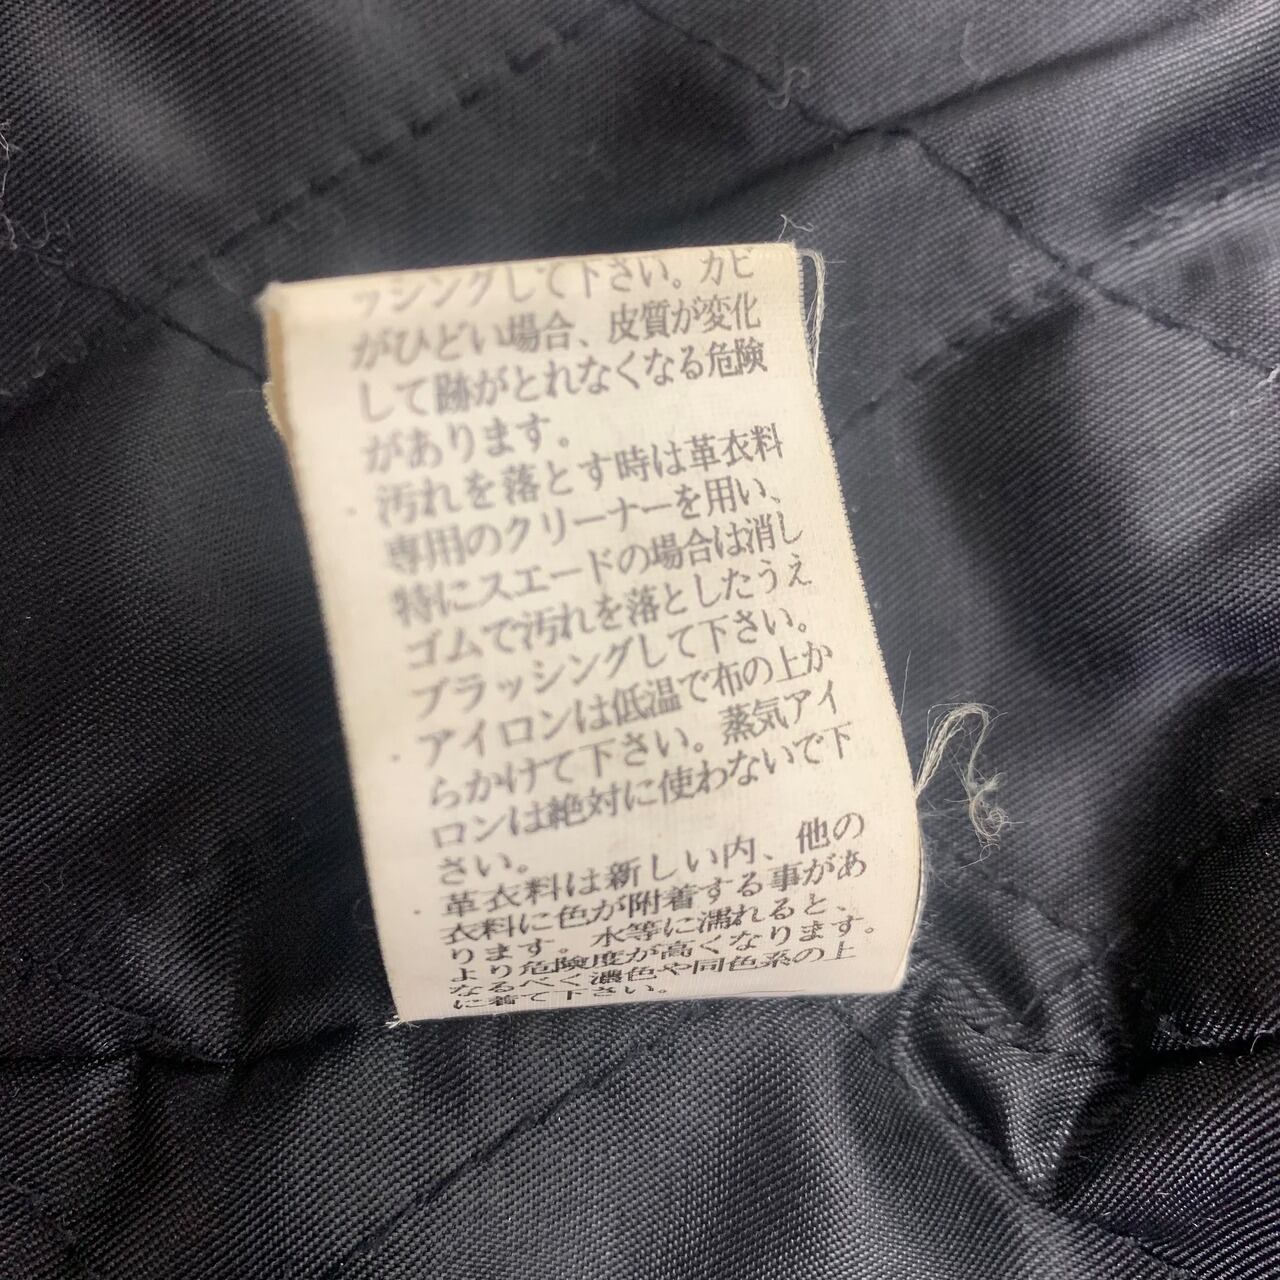 ッシングして下さい。カビ
がひどい場合、皮質が変化
して跡がとれなくなる危険
があります。
・汚れを落とす時は革衣料
専用のクリーナーを用い、
特にスエードの場合は消し
ゴムで汚れを落としたうえ
ブラッシングして下さい。
・アイロンは低温で布の上か
らかけて下さい。蒸気アイ
ロンは絶対に使わないで下
さい。
・革衣料は新しい内、他の
衣料に色が附着する事があ
ります。水等に濡れると、
より危険度が高くなります。
なるべく濃色や同色系の上
に着て下さい。